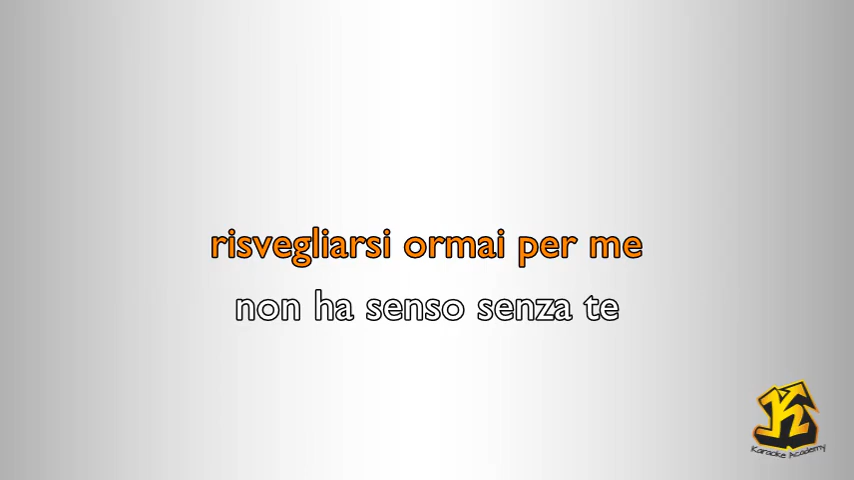 risvegliarsi ormai per me
non ha senso senza te
K
Karaoke Academy